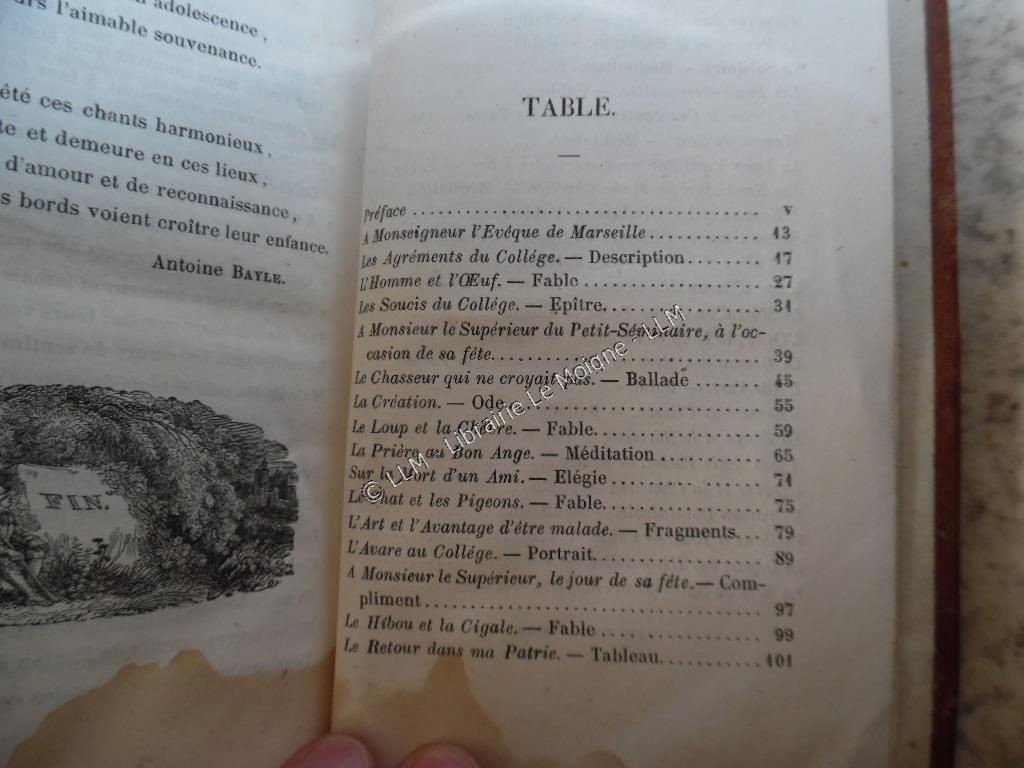 adolescence,
l'aimable souvenance.
été ces chants harmonieux,
et demeure en ces lieux,
d'amour et de reconnaissance,
bords voient croître leur enfance.
Antoine BAYLE.
FIN.
TABLE.
Préface ........ v
A Monseigneur l'Evêque de Marseille ........ 13
Les Agréments du Collége. — Description ........ 17
L'Homme et l'Œuf. — Fable ........ 27
Les Soucis du Collége. — Epître ........ 31
A Monsieur le Supérieur du Petit-Séminaire, à l'oc-
casion de sa fête ........ 39
Le Chasseur qui ne croyait pas. — Ballade ........ 45
La Création. — Ode ........ 55
Le Loup et la Chèvre. — Fable ........ 59
La Prière au Bon Ange. — Méditation ........ 65
Sur la Mort d'un Ami. — Elégie ........ 71
Le Chat et les Pigeons. — Fable ........ 75
L'Art et l'Avantage d'être malade. — Fragments... 79
L'Avare au Collége. — Portrait ........ 89
A Monsieur le Supérieur, le jour de sa fête. — Com-
pliment ........ 97
Le Hibou et la Cigale. — Fable ........ 99
Le Retour dans ma Patrie. — Tableau ........ 101
© LLM - Librairie Le Moigne - LLM